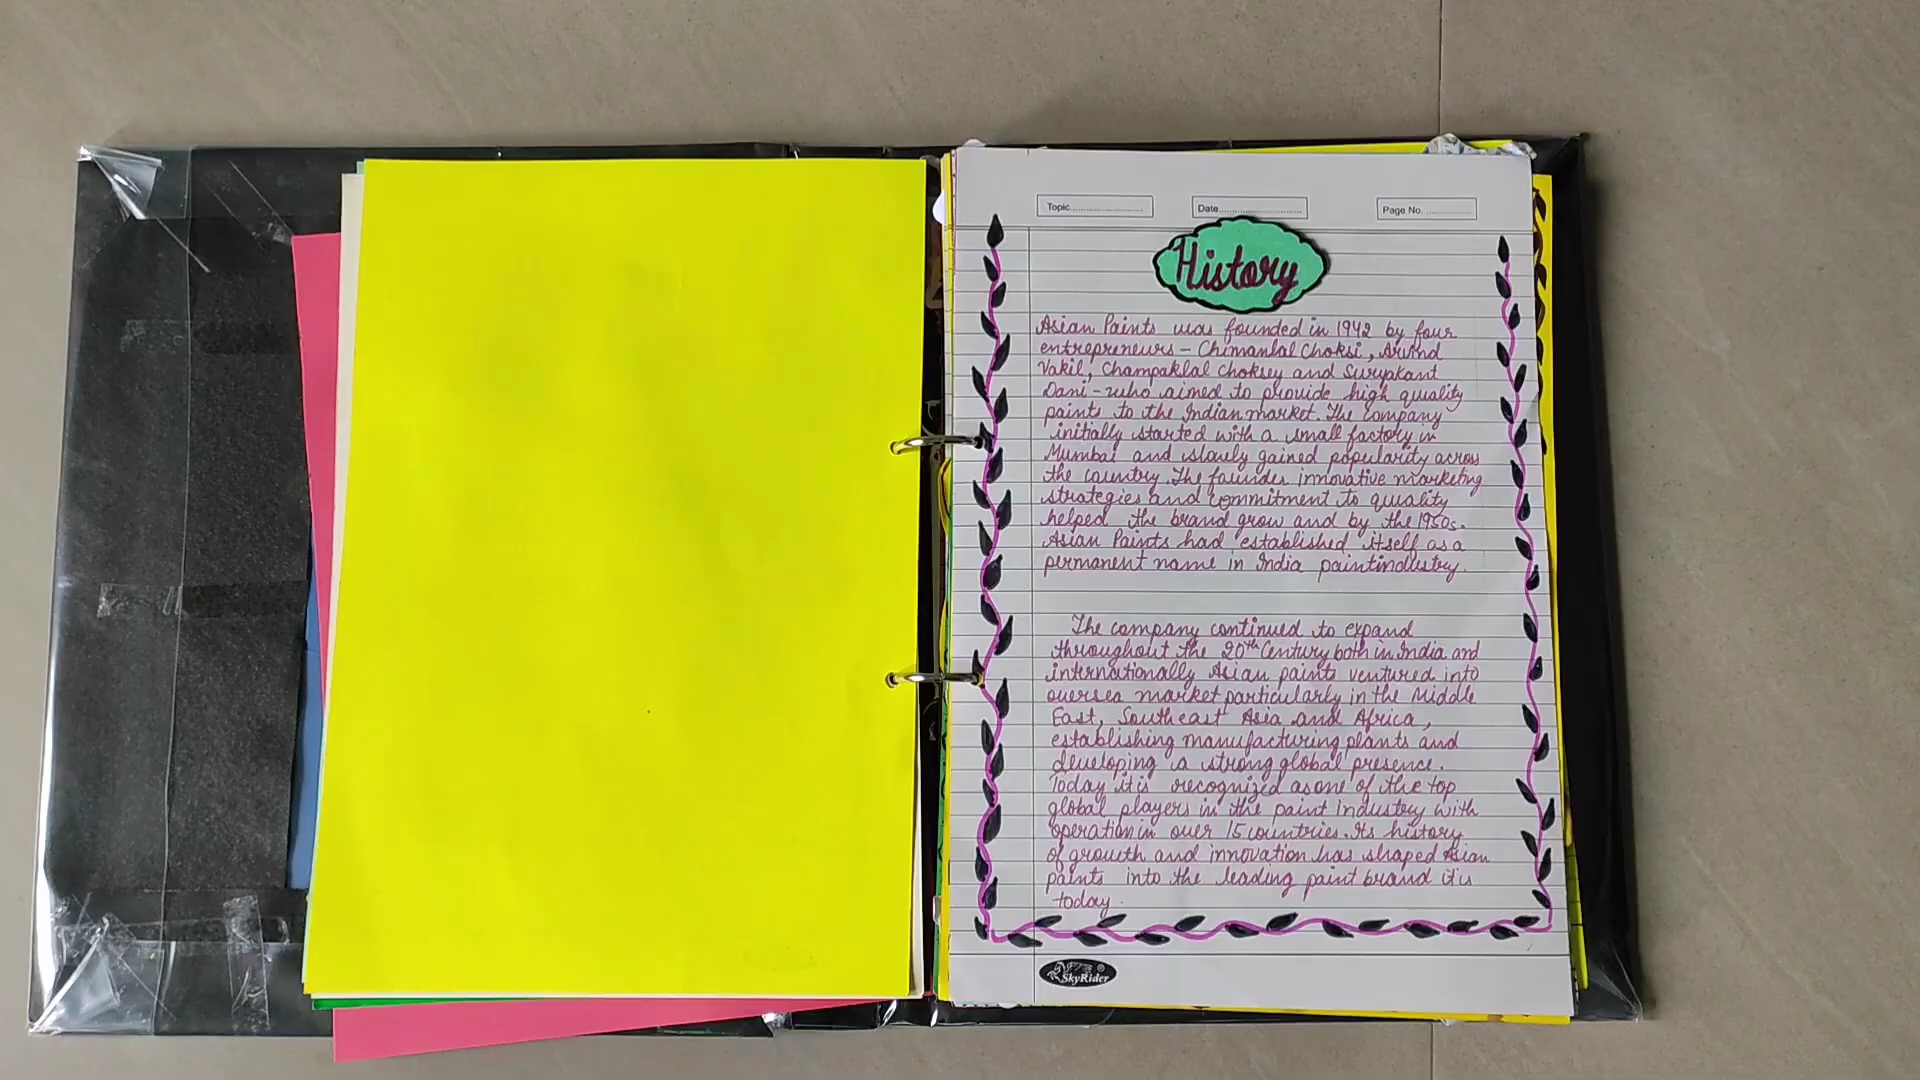 Topic..........................
Date..........................
Page No. ................
History
Asian Paints was founded in 1942 by four
entrepreneurs - Chimanlal Choksi, Arvind
Vakil, Champaklal Choksey and Suryakant
Dani - who aimed to provide high quality
paints to the Indian market. The company
initially started with a small factory in
Mumbai and slowly gained popularity across
the country. The founder innovative marketing
strategies and commitment to quality
helped the brand grow and by the 1950s.
Asian Paints had established itself as a
permanent name in India paintindustry.
The company continued to expand
throughout the 20th Century both in India and
internationally Asian paints ventured into
oversea market particularly in the Middle
East, Southeast Asia and Africa,
establishing manufacturing plants and
developing a strong global presence.
Today it is recognized as one of the top
global players in the paint industry with
operation in over 15 countries. Its history
of growth and innovation has shaped Asian
paints into the leading paint brand it is
today.
SkyRider